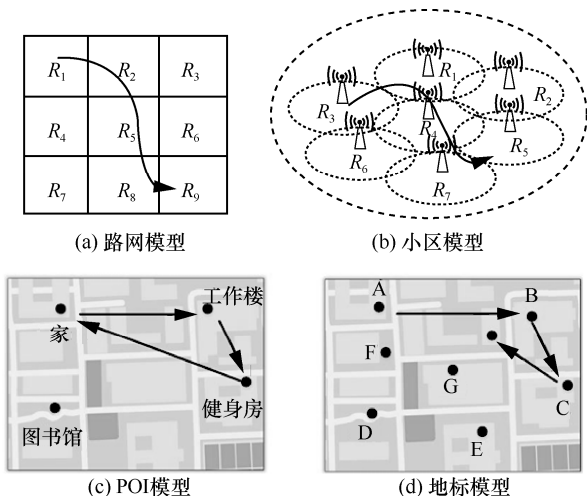 R1 R2 R3
R4 R5 R6
R7 R8 R9
(a) 路网模型
R1
R2
R3
R4
R5
R6
R7
(b) 小区模型
家
工作楼
健身房
图书馆
(c) POI模型
A
B
F
G
C
D
E
(d) 地标模型